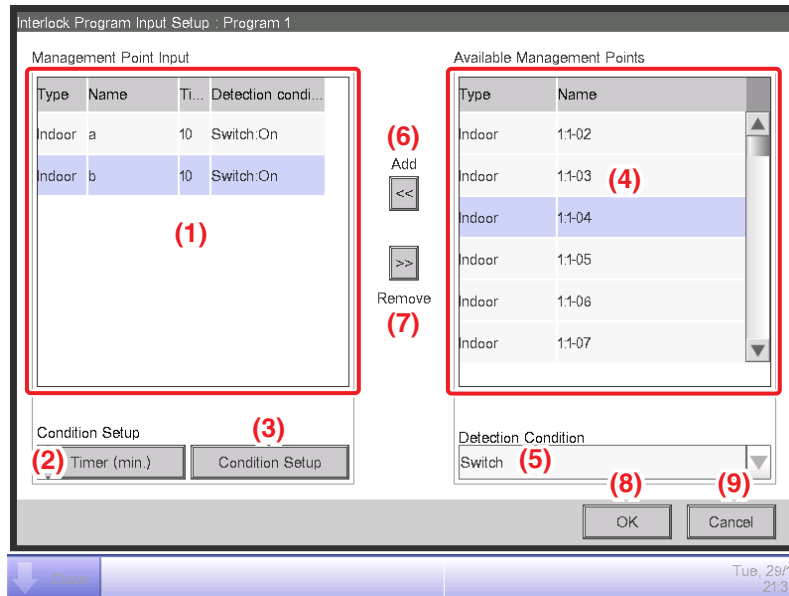 Interlock Program Input Setup : Program 1
Management Point Input
Type Name Ti... Detection condi...
Indoor a 10 Switch:On
Indoor b 10 Switch:On
(1)
Condition Setup
(2) Timer (min.)
(3)
Condition Setup
(6)
Add
<<
>>
Remove
(7)
Available Management Points
Type Name
Indoor 1:1-02
Indoor 1:1-03
(4)
Indoor 1:1-04
Indoor 1:1-05
Indoor 1:1-06
Indoor 1:1-07
Detection Condition
Switch (5)
(8) (9)
OK Cancel
Close Tue, 29/1
21:3